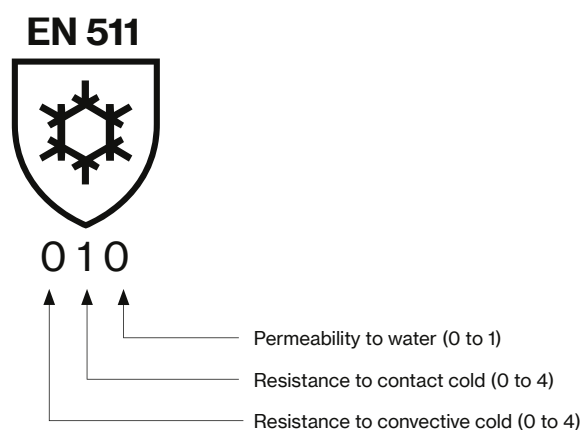 EN 511
0 1 0
Permeability to water (0 to 1)
Resistance to contact cold (0 to 4)
Resistance to convective cold (0 to 4)